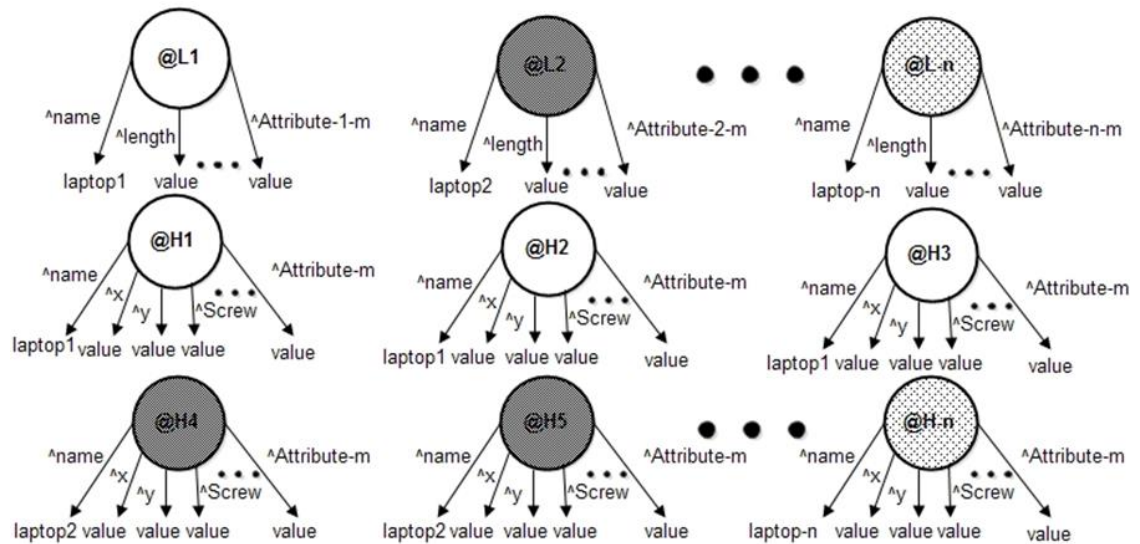 @L1 @L2 @L-n
^name ^length ^Attribute-1-m ^name ^length ^Attribute-2-m ^name ^length ^Attribute-n-m
laptop1 value value laptop2 value value laptop-n value value
@H1 @H2 @H3
^name ^x ^y ^Screw ^Attribute-m ^name ^x ^y ^Screw ^Attribute-m ^name ^x ^y ^Screw ^Attribute-m
laptop1 value value value value laptop1 value value value value laptop1 value value value value
@H4 @H5 @H-n
^name ^x ^y ^Screw ^Attribute-m ^name ^x ^y ^Screw ^Attribute-m ^name ^x ^y ^Screw ^Attribute-m
laptop2 value value value value laptop2 value value value value laptop-n value value value value